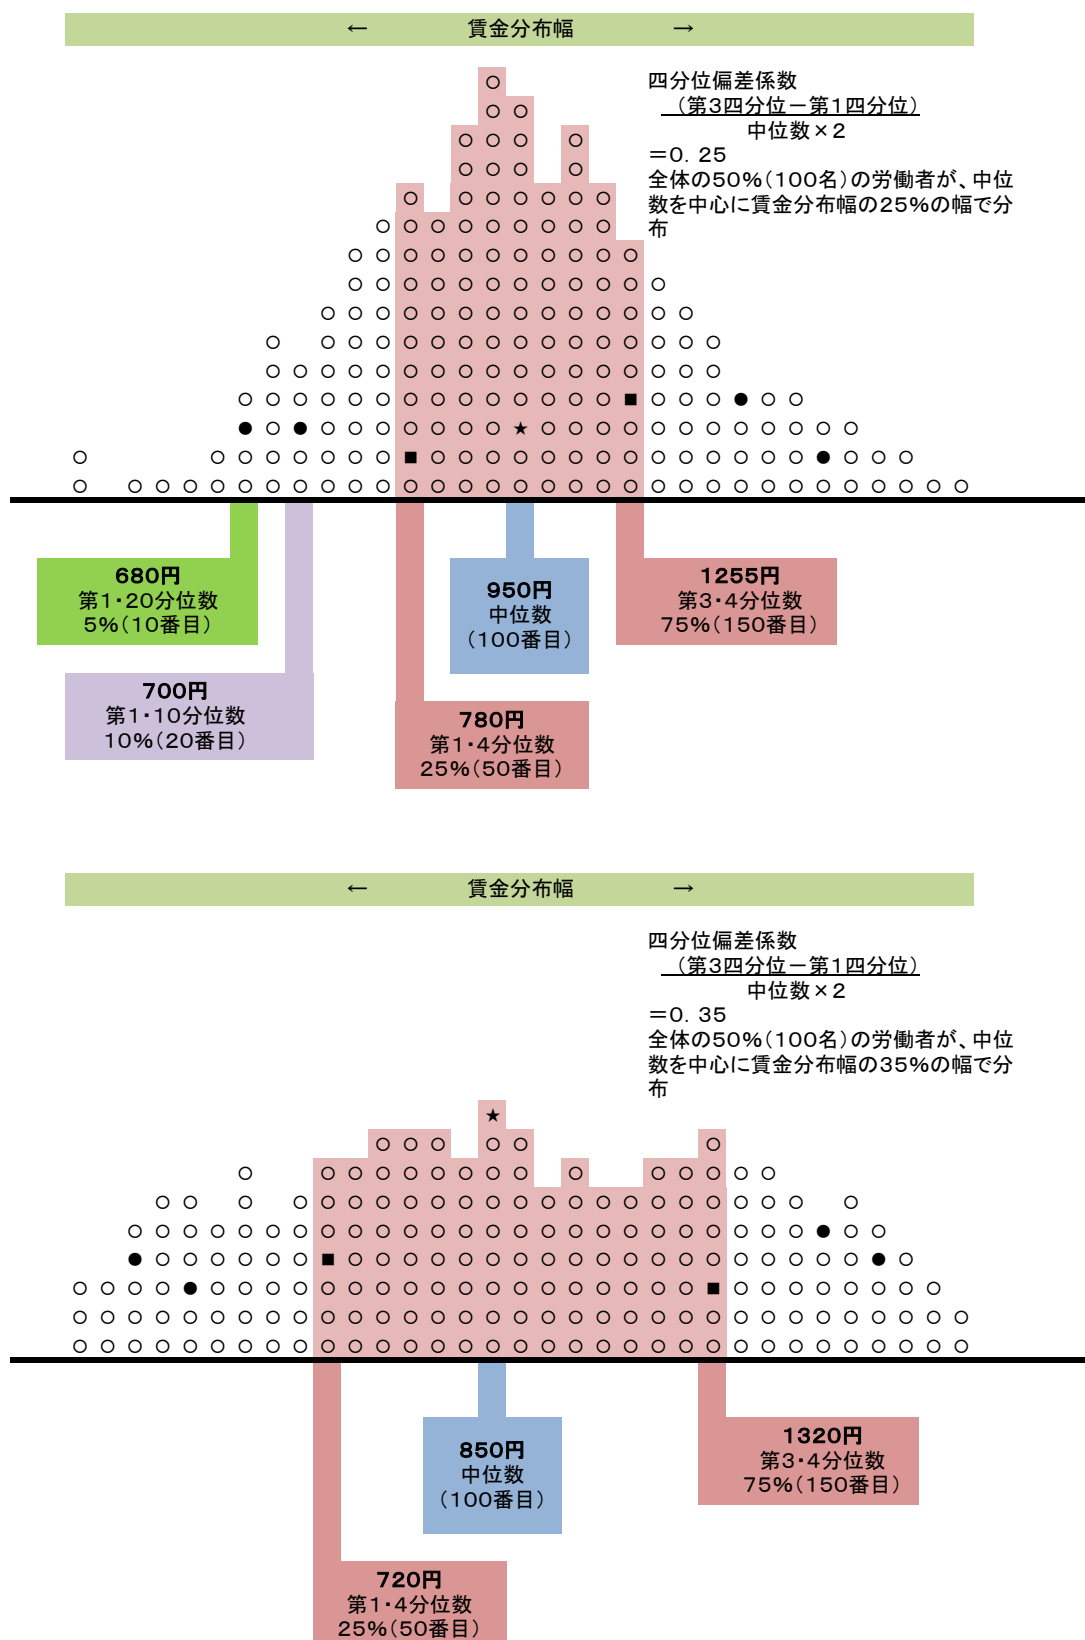 ← 賃金分布幅 →
四分位偏差係数
（第3四分位－第1四分位）
中位数×2
＝0．25
全体の50％（100名）の労働者が、中位
数を中心に賃金分布幅の25％の幅で分
布
680円
第1・20分位数
5％（10番目）
950円
中位数
（100番目）
1255円
第3・4分位数
75％（150番目）
700円
第1・10分位数
10％（20番目）
780円
第1・4分位数
25％（50番目）
← 賃金分布幅 →
四分位偏差係数
（第3四分位－第1四分位）
中位数×2
＝0．35
全体の50％（100名）の労働者が、中位
数を中心に賃金分布幅の35％の幅で分
布
850円
中位数
（100番目）
1320円
第3・4分位数
75％（150番目）
720円
第1・4分位数
25％（50番目）